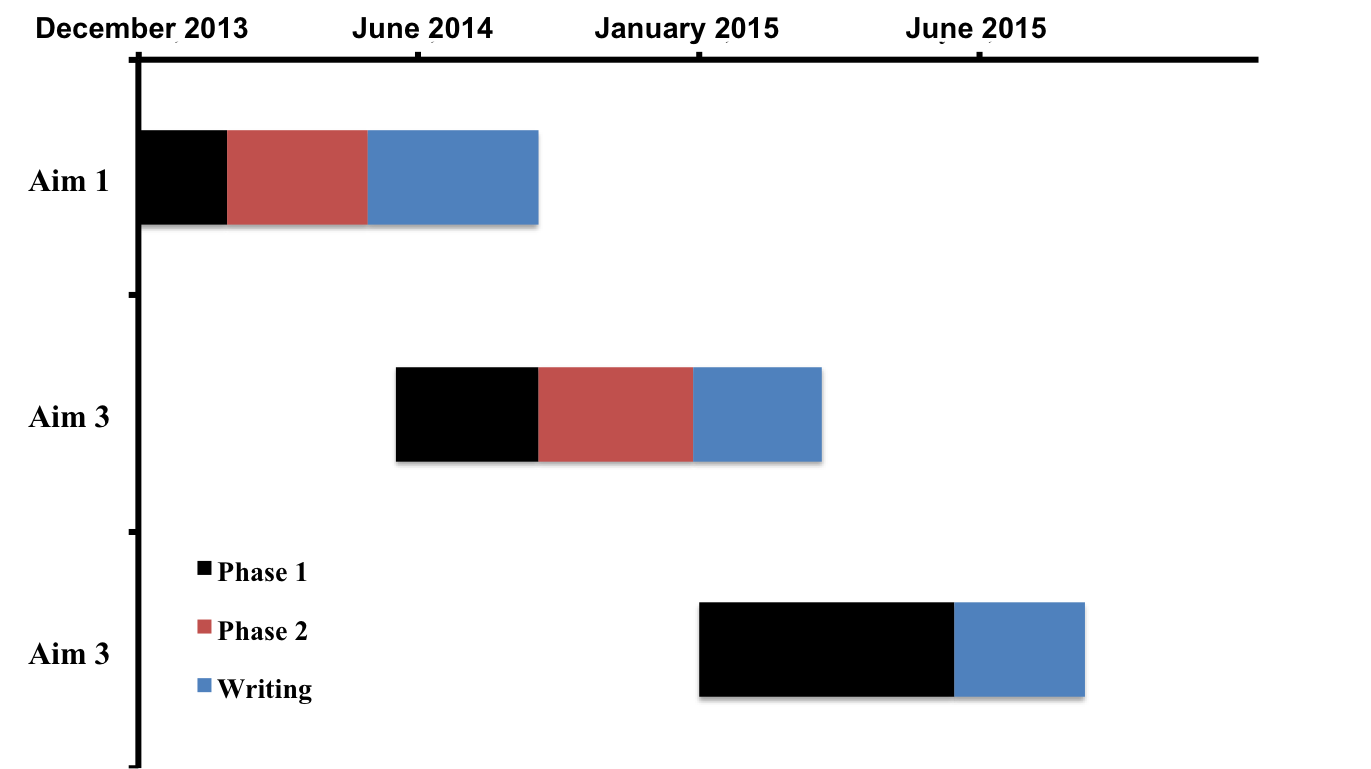 December 2013 June 2014 January 2015 June 2015
Aim 1
Aim 3
Phase 1
Phase 2
Aim 3
Writing